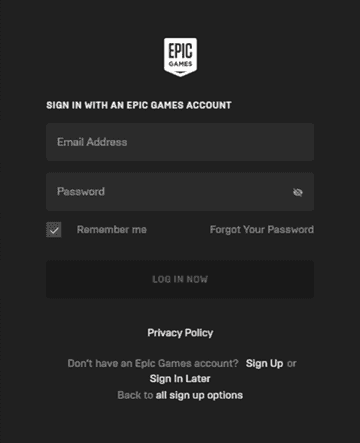 EPIC
GAMES
SIGN IN WITH AN EPIC GAMES ACCOUNT
Email Address
Password
Remember me Forgot Your Password
LOG IN NOW
Privacy Policy
Don't have an Epic Games account? Sign Up or
Sign In Later
Back to all sign up options